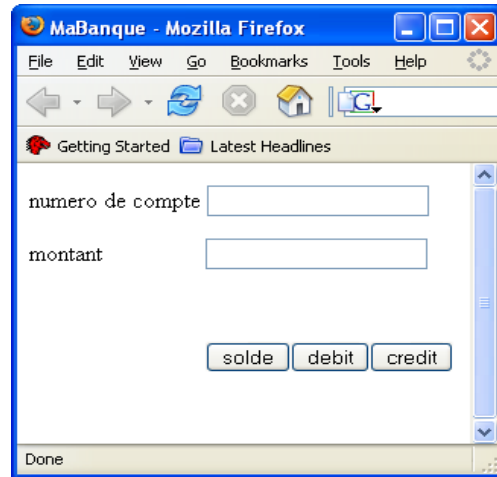 MaBanque - Mozilla Firefox
File Edit View Go Bookmarks Tools Help
G
Getting Started Latest Headlines
numero de compte
montant
solde debit credit
Done